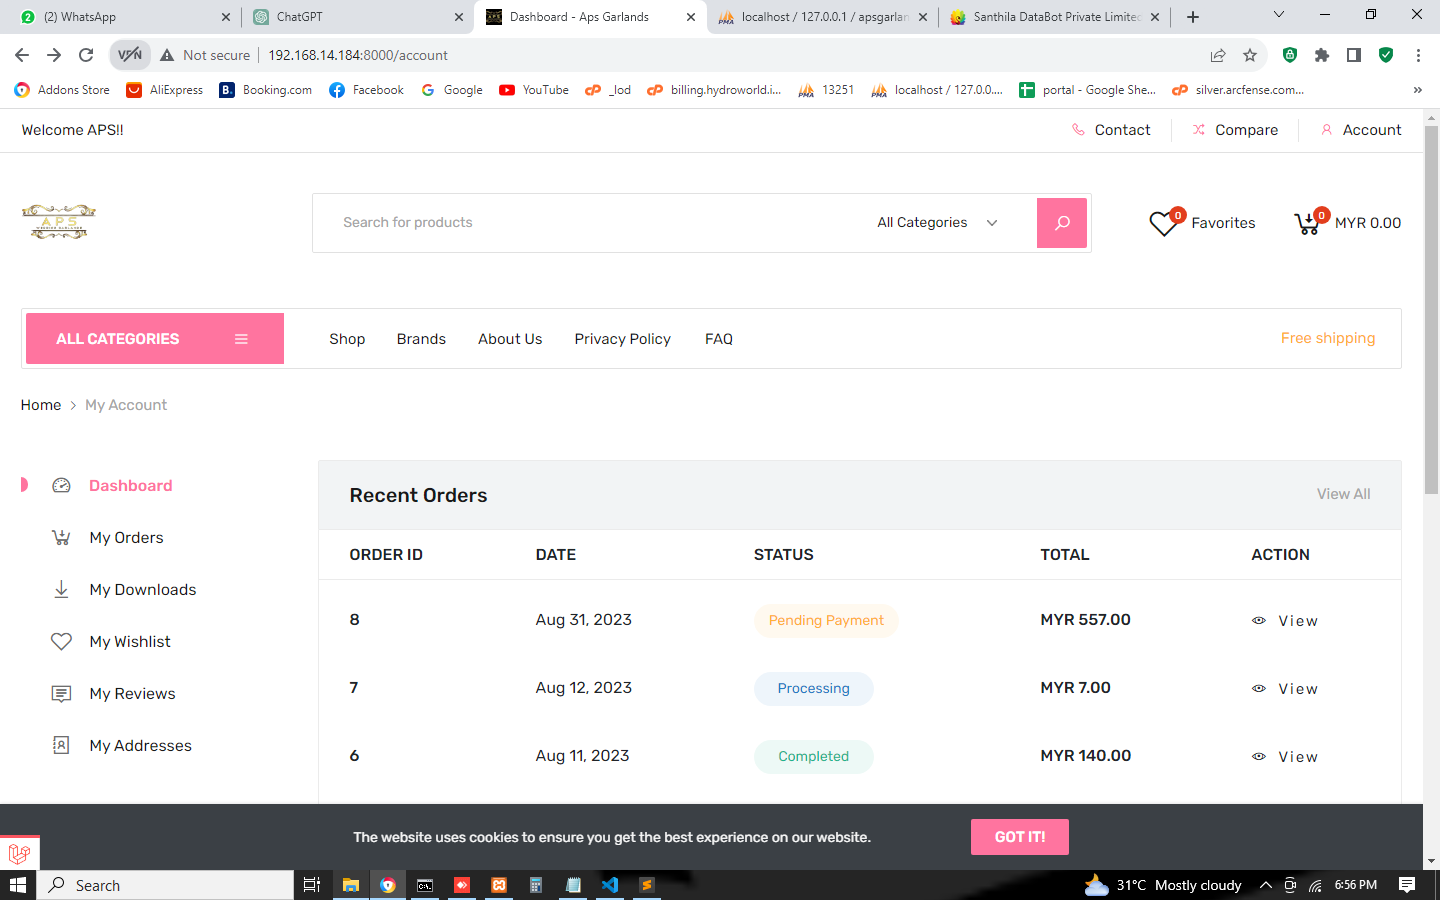 (2) WhatsApp
ChatGPT
Dashboard - Aps Garlands
localhost / 127.0.0.1 / apsgarlan
Santhila DataBot Private Limited
VPN
Not secure
192.168.14.184:8000/account
Addons Store
AliExpress
Booking.com
Facebook
Google
YouTube
_lod
billing.hydroworld.i...
13251
localhost / 127.0.0....
portal - Google She...
silver.arcfense.com...
Welcome APS!!
Contact
Compare
Account
APS
Search for products
All Categories
0
Favorites
0
MYR 0.00
ALL CATEGORIES
Shop
Brands
About Us
Privacy Policy
FAQ
Free shipping
Home
My Account
Dashboard
My Orders
My Downloads
My Wishlist
My Reviews
My Addresses
Recent Orders
View All
ORDER ID DATE STATUS TOTAL ACTION
8 Aug 31, 2023 Pending Payment MYR 557.00 View
7 Aug 12, 2023 Processing MYR 7.00 View
6 Aug 11, 2023 Completed MYR 140.00 View
The website uses cookies to ensure you get the best experience on our website.
GOT IT!
Search
31°C Mostly cloudy
6:56 PM